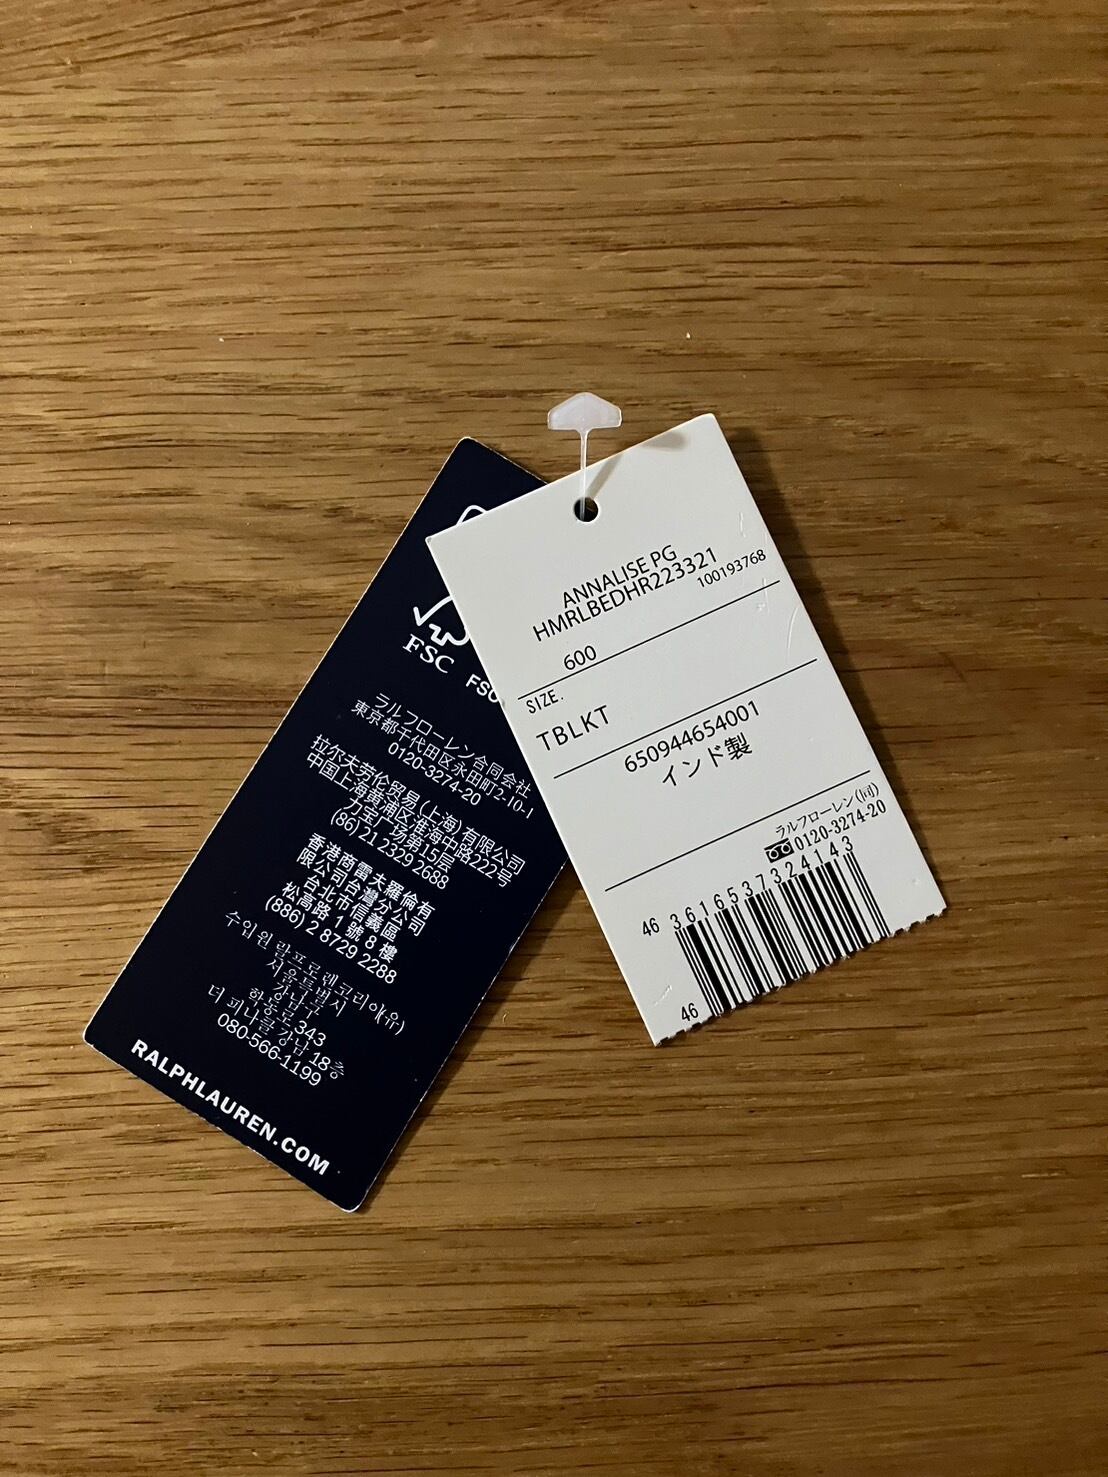 FSC
FSC
ラルフローレン合同会社
東京都千代田区永田町2-10-1
0120-3274-20
拉尔夫劳伦贸易(上海)有限公司
中国上海黄浦区淮海中路222号
力宝广场第15层
(86) 21 2329 2688
香港商雷夫羅倫有
限公司台灣分公司
台北市信義區
松高路 1 號 8 樓
(886) 2 8729 2288
수입원 랄프로렌코리아(유)
서울특별시
강남구
학동로 343
더 피나클 강남 18층
080-566-1199
RALPHLAUREN.COM
ANNALISE PG
HMRLBEDHR223321
100193768
600
SIZE.
TBLKT
650944654001
インド製
ラルフローレン(同)
0120-3274-20
46 3616537324143
46